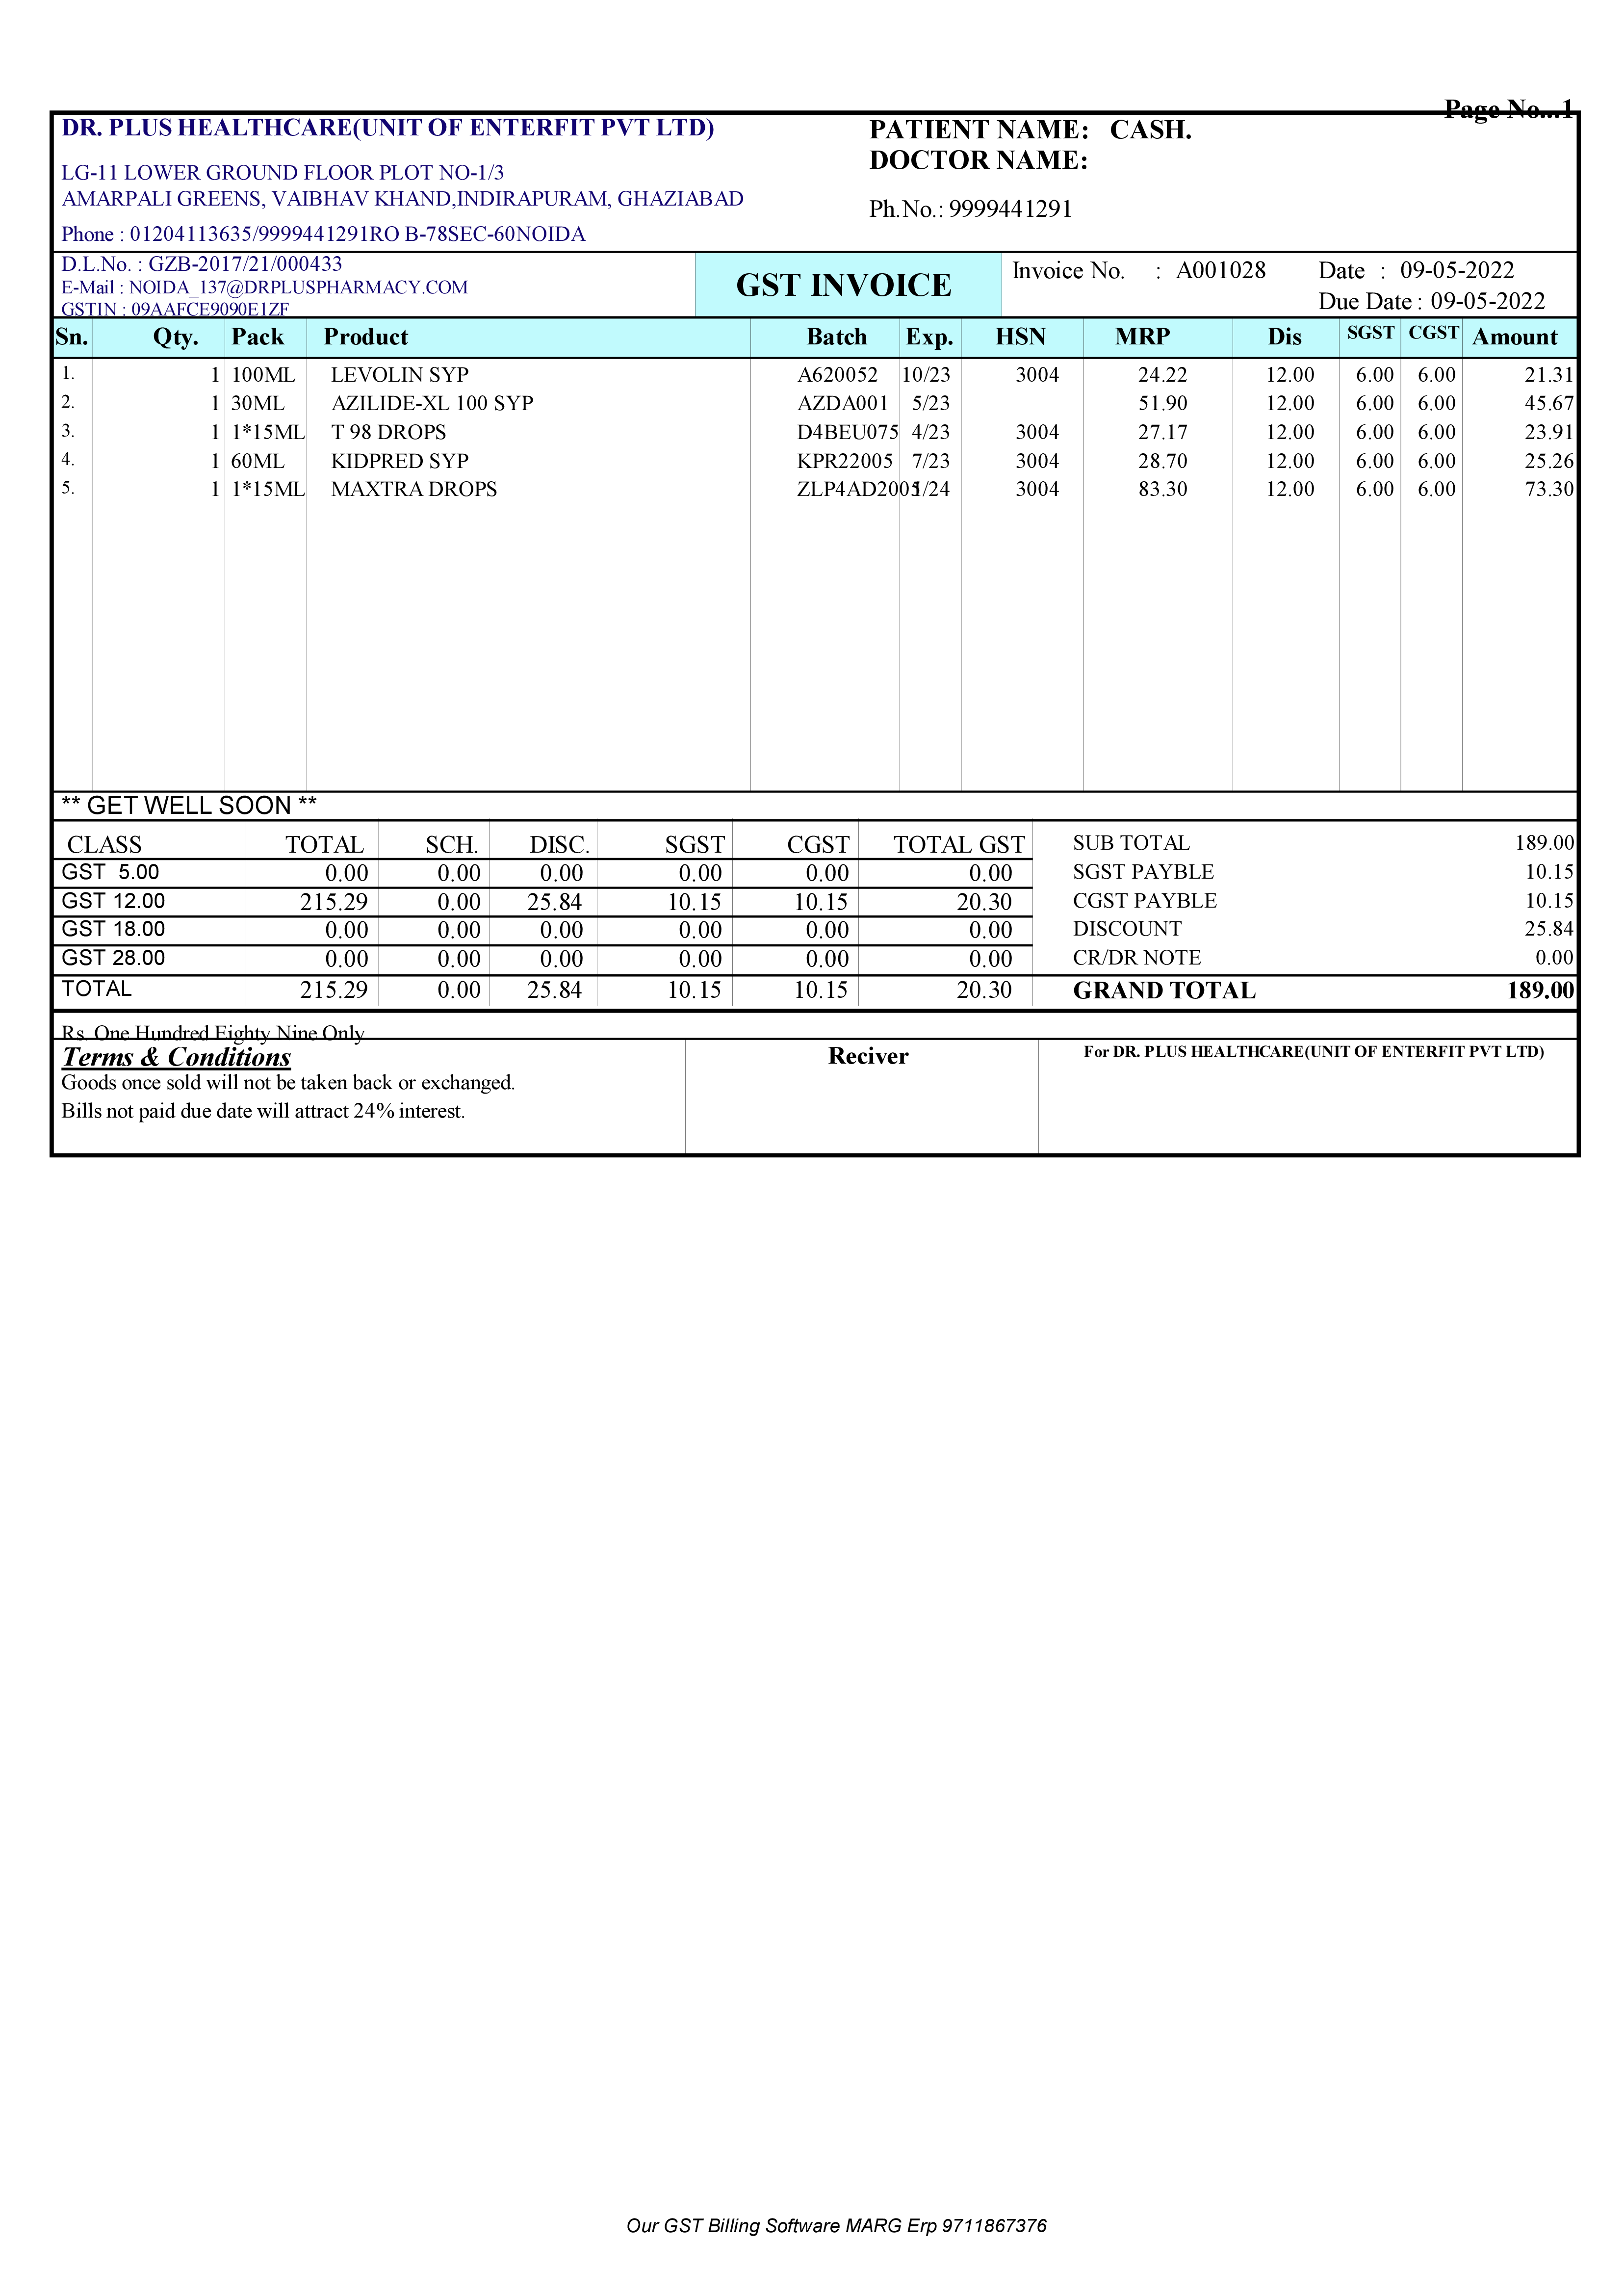 Page No...1
DR. PLUS HEALTHCARE(UNIT OF ENTERFIT PVT LTD)
LG-11 LOWER GROUND FLOOR PLOT NO-1/3
AMARPALI GREENS, VAIBHAV KHAND,INDIRAPURAM, GHAZIABAD
Phone : 01204113635/9999441291RO B-78SEC-60NOIDA
PATIENT NAME: CASH.
DOCTOR NAME:
Ph.No.: 9999441291
D.L.No. : GZB-2017/21/000433
E-Mail : NOIDA_137@DRPLUSPHARMACY.COM
GSTIN : 09AAFCE9090E1ZF
GST INVOICE
Invoice No. : A001028 Date : 09-05-2022
Due Date : 09-05-2022
Sn. Qty. Pack Product Batch Exp. HSN MRP Dis SGST CGST Amount
1. 1 100ML LEVOLIN SYP A620052 10/23 3004 24.22 12.00 6.00 6.00 21.31
2. 1 30ML AZILIDE-XL 100 SYP AZDA001 5/23 51.90 12.00 6.00 6.00 45.67
3. 1 1*15ML T 98 DROPS D4BEU075 4/23 3004 27.17 12.00 6.00 6.00 23.91
4. 1 60ML KIDPRED SYP KPR22005 7/23 3004 28.70 12.00 6.00 6.00 25.26
5. 1 1*15ML MAXTRA DROPS 3004 83.30 12.00 6.00 6.00 73.30
** GET WELL SOON **
CLASS TOTAL SCH. DISC. SGST CGST TOTAL GST
GST 5.00 0.00 0.00 0.00 0.00 0.00 0.00
GST 12.00 215.29 0.00 25.84 10.15 10.15 20.30
GST 18.00 0.00 0.00 0.00 0.00 0.00 0.00
GST 28.00 0.00 0.00 0.00 0.00 0.00 0.00
TOTAL 215.29 0.00 25.84 10.15 10.15 20.30
SUB TOTAL 189.00
SGST PAYBLE 10.15
CGST PAYBLE 10.15
DISCOUNT 25.84
CR/DR NOTE 0.00
GRAND TOTAL 189.00
Rs. One Hundred Eighty Nine Only
Terms & Conditions
Goods once sold will not be taken back or exchanged.
Bills not paid due date will attract 24% interest.
Reciver
For DR. PLUS HEALTHCARE(UNIT OF ENTERFIT PVT LTD)
Our GST Billing Software MARG Erp 9711867376